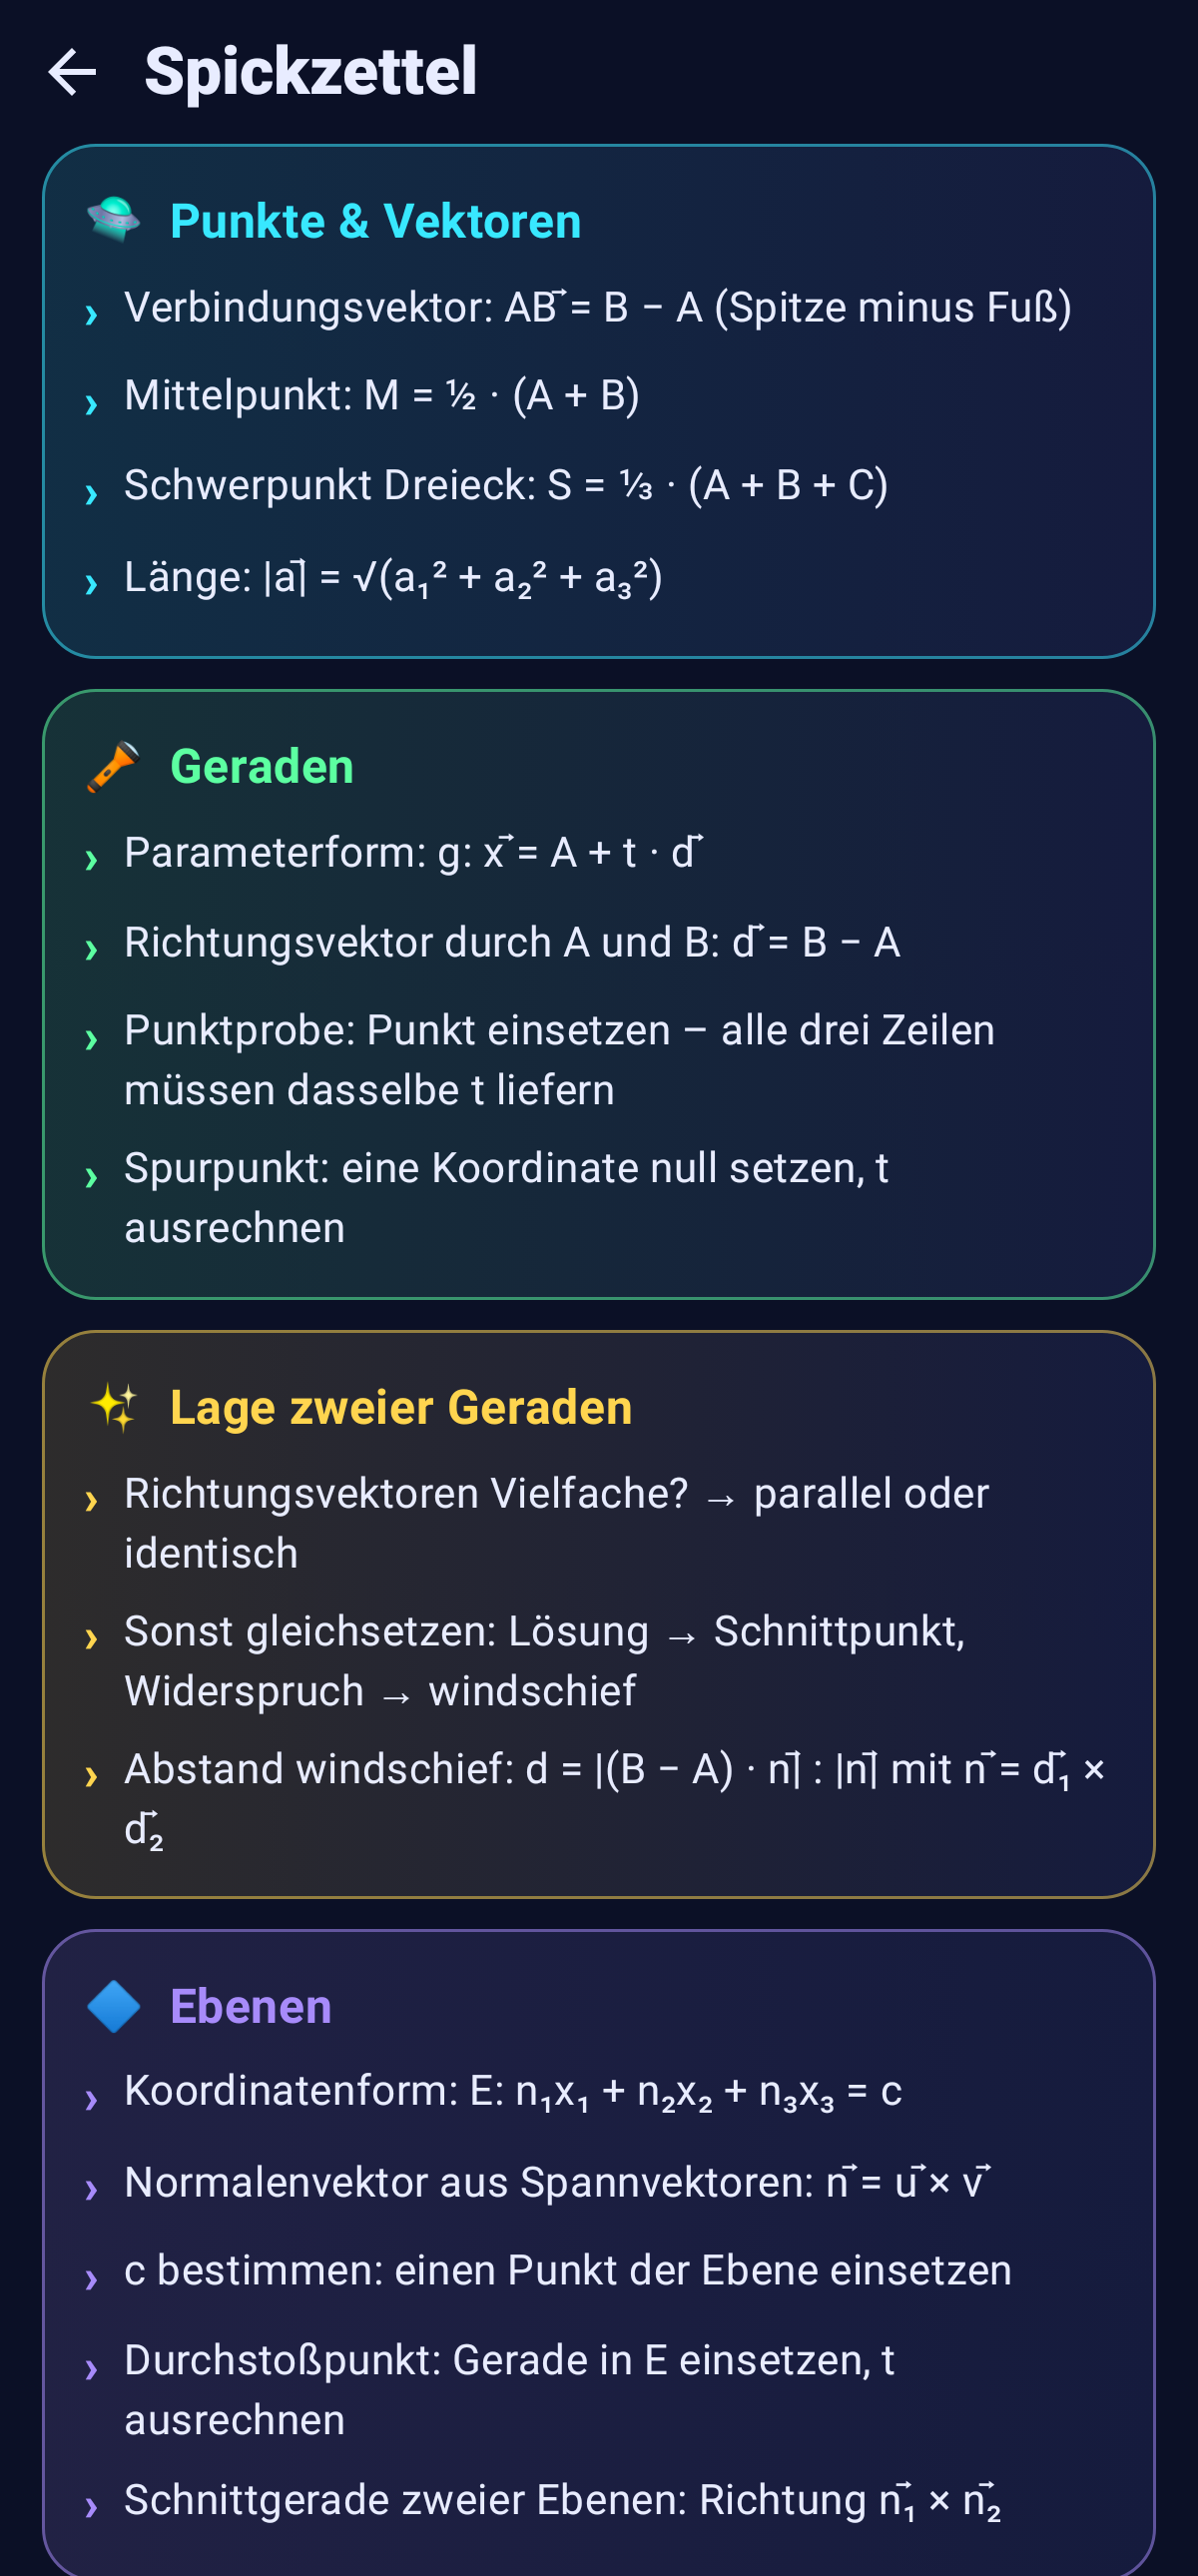 Spickzettel
Punkte & Vektoren
› Verbindungsvektor: AB⃗ = B − A (Spitze minus Fuß)
› Mittelpunkt: M = ½ · (A + B)
› Schwerpunkt Dreieck: S = ⅓ · (A + B + C)
› Länge: |a⃗| = √(a₁² + a₂² + a₃²)
Geraden
› Parameterform: g: x⃗ = A + t · d⃗
› Richtungsvektor durch A und B: d⃗ = B − A
› Punktprobe: Punkt einsetzen – alle drei Zeilen
müssen dasselbe t liefern
› Spurpunkt: eine Koordinate null setzen, t
ausrechnen
Lage zweier Geraden
› Richtungsvektoren Vielfache? → parallel oder
identisch
› Sonst gleichsetzen: Lösung → Schnittpunkt,
Widerspruch → windschief
› Abstand windschief: d = |(B − A) · n⃗| : |n⃗| mit n⃗ = d⃗₁ ×
d⃗₂
Ebenen
› Koordinatenform: E: n₁x₁ + n₂x₂ + n₃x₃ = c
› Normalenvektor aus Spannvektoren: n⃗ = u⃗ × v⃗
› c bestimmen: einen Punkt der Ebene einsetzen
› Durchstoßpunkt: Gerade in E einsetzen, t
ausrechnen
› Schnittgerade zweier Ebenen: Richtung n⃗₁ × n⃗₂